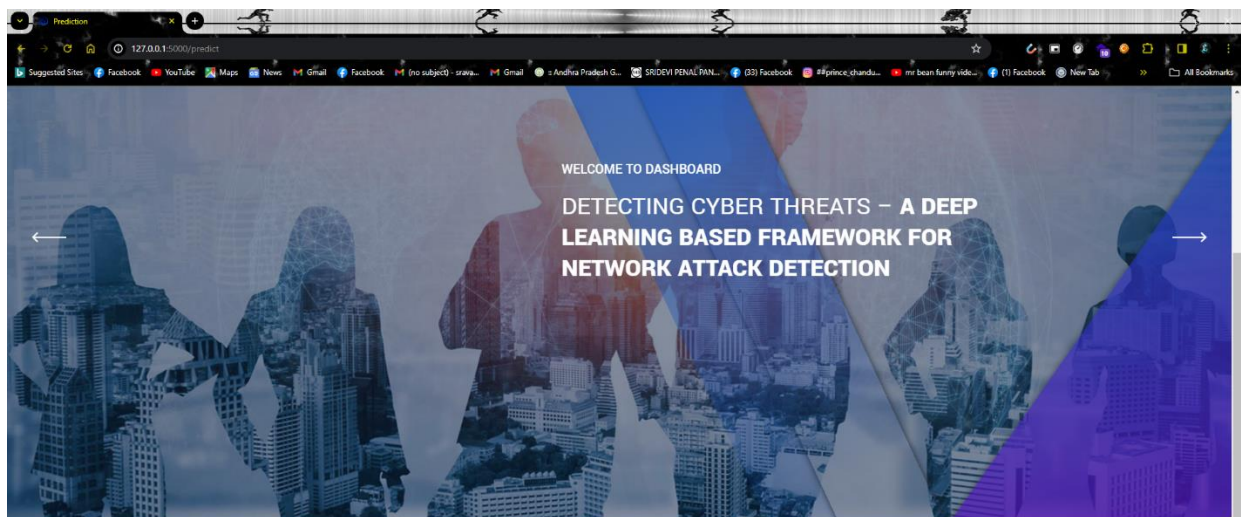 Prediction
127.0.0.1:5000/predict
Suggested Sites Facebook YouTube Maps News Gmail Facebook (no subject) - srava... Gmail :: Andhra Pradesh G... SRIDEVI PENAL PAN... (33) Facebook mr bean funny vide... (1) Facebook New Tab » All Bookmarks
WELCOME TO DASHBOARD
DETECTING CYBER THREATS – A DEEP
LEARNING BASED FRAMEWORK FOR
NETWORK ATTACK DETECTION